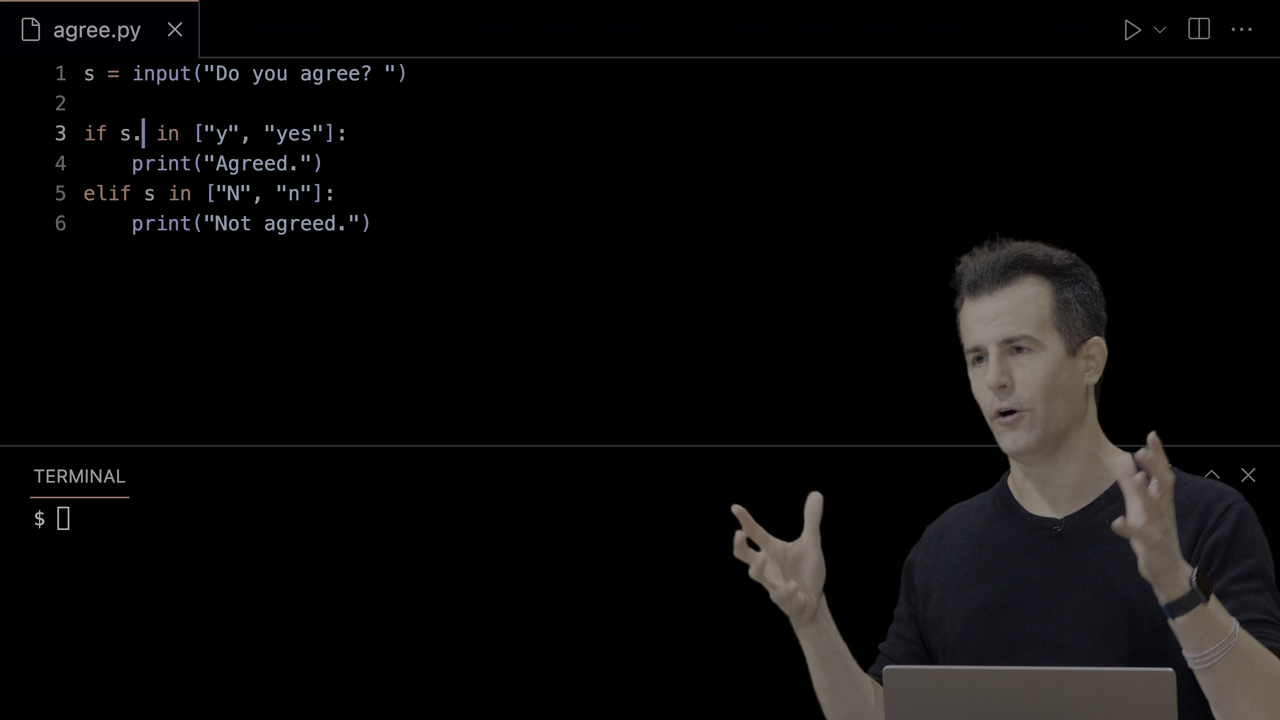 agree.py
1 s = input("Do you agree? ")
2
3 if s. in ["y", "yes"]:
4     print("Agreed.")
5 elif s in ["N", "n"]:
6     print("Not agreed.")
TERMINAL
$